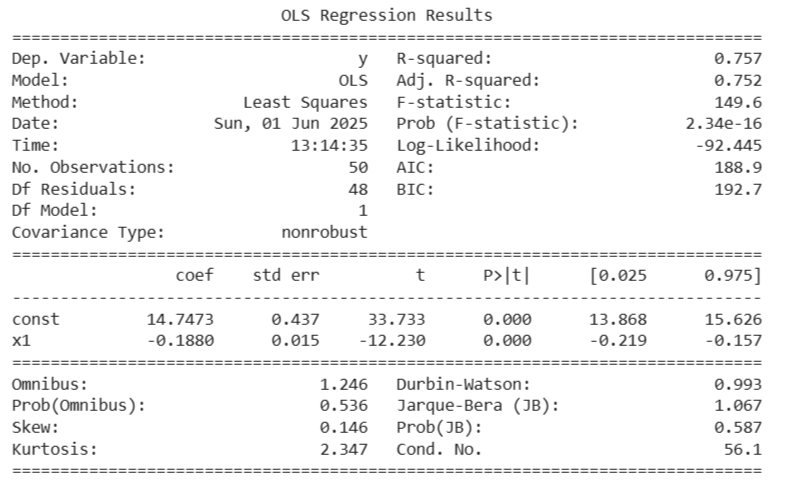 OLS Regression Results
==============================================================================
Dep. Variable:                      y   R-squared:                       0.757
Model:                            OLS   Adj. R-squared:                  0.752
Method:                 Least Squares   F-statistic:                     149.6
Date:                Sun, 01 Jun 2025   Prob (F-statistic):           2.34e-16
Time:                        13:14:35   Log-Likelihood:                -92.445
No. Observations:                  50   AIC:                             188.9
Df Residuals:                      48   BIC:                             192.7
Df Model:                           1
Covariance Type:            nonrobust
==============================================================================
                 coef    std err          t      P>|t|      [0.025      0.975]
------------------------------------------------------------------------------
const         14.7473      0.437     33.733      0.000      13.868      15.626
x1            -0.1880      0.015    -12.230      0.000      -0.219      -0.157
==============================================================================
Omnibus:                        1.246   Durbin-Watson:                   0.993
Prob(Omnibus):                  0.536   Jarque-Bera (JB):                1.067
Skew:                           0.146   Prob(JB):                        0.587
Kurtosis:                       2.347   Cond. No.                         56.1
==============================================================================